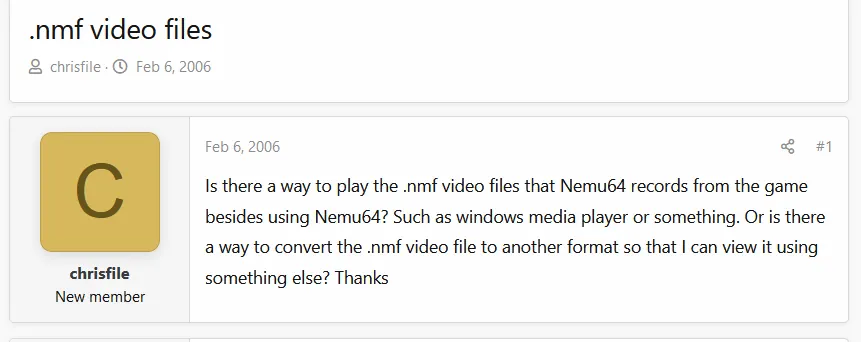 .nmf video files
chrisfile · Feb 6, 2006
C
chrisfile
New member
Feb 6, 2006
#1
Is there a way to play the .nmf video files that Nemu64 records from the game
besides using Nemu64? Such as windows media player or something. Or is there
a way to convert the .nmf video file to another format so that I can view it using
something else? Thanks